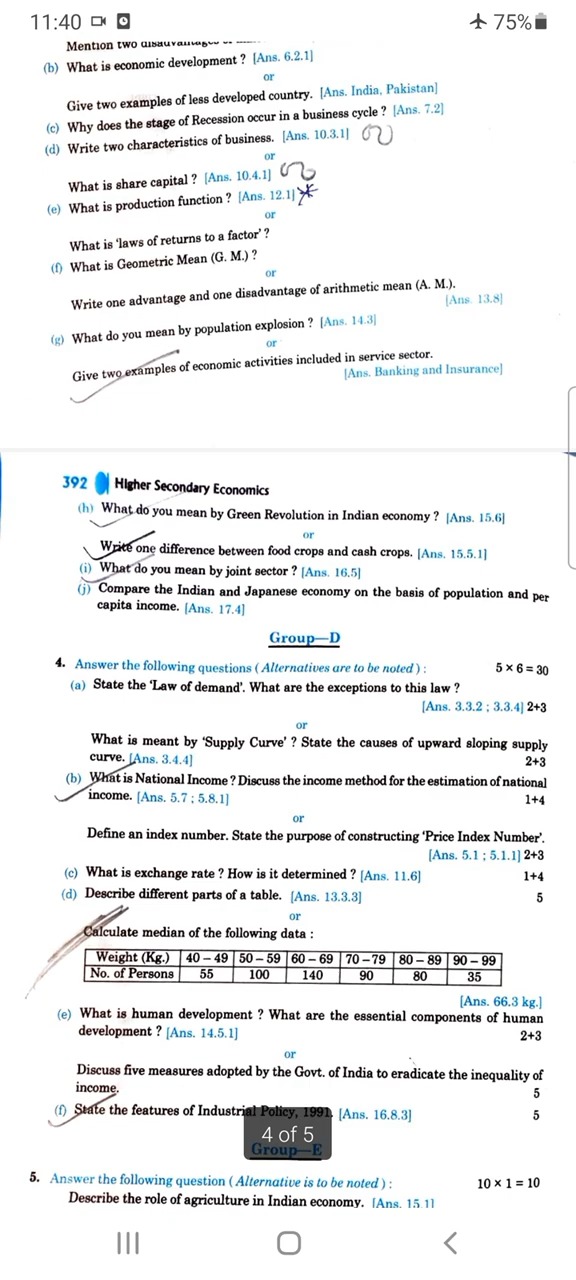 11:40
75%
Mention two disadvantages
(b) What is economic development ? [Ans. 6.2.1]
or
Give two examples of less developed country. [Ans. India, Pakistan]
(c) Why does the stage of Recession occur in a business cycle ? [Ans. 7.2]
(d) Write two characteristics of business. [Ans. 10.3.1]
or
What is share capital ? [Ans. 10.4.1]
(e) What is production function ? [Ans. 12.1]
or
What is 'laws of returns to a factor' ?
(f) What is Geometric Mean (G. M.) ?
or
Write one advantage and one disadvantage of arithmetic mean (A. M.).
[Ans. 13.8]
(g) What do you mean by population explosion ? [Ans. 14.3]
or
Give two examples of economic activities included in service sector.
[Ans. Banking and Insurance]
392 Higher Secondary Economics
(h) What do you mean by Green Revolution in Indian economy ? [Ans. 15.6]
or
Write one difference between food crops and cash crops. [Ans. 15.5.1]
(i) What do you mean by joint sector ? [Ans. 16.5]
(j) Compare the Indian and Japanese economy on the basis of population and per
capita income. [Ans. 17.4]
Group—D
4. Answer the following questions (Alternatives are to be noted) : 5 × 6 = 30
(a) State the 'Law of demand'. What are the exceptions to this law ?
[Ans. 3.3.2 ; 3.3.4] 2+3
or
What is meant by 'Supply Curve' ? State the causes of upward sloping supply
curve. [Ans. 3.4.4] 2+3
(b) What is National Income ? Discuss the income method for the estimation of national
income. [Ans. 5.7 ; 5.8.1] 1+4
or
Define an index number. State the purpose of constructing 'Price Index Number'.
[Ans. 5.1 ; 5.1.1] 2+3
(c) What is exchange rate ? How is it determined ? [Ans. 11.6] 1+4
(d) Describe different parts of a table. [Ans. 13.3.3] 5
or
Calculate median of the following data :
Weight (Kg.) 40 – 49 50 – 59 60 – 69 70 – 79 80 – 89 90 – 99
No. of Persons 55 100 140 90 80 35
[Ans. 66.3 kg.]
(e) What is human development ? What are the essential components of human
development ? [Ans. 14.5.1] 2+3
or
Discuss five measures adopted by the Govt. of India to eradicate the inequality of
income. 5
(f) State the features of Industrial Policy, 1991. [Ans. 16.8.3] 5
4 of 5
Group—E
5. Answer the following question (Alternative is to be noted) : 10 × 1 = 10
Describe the role of agriculture in Indian economy. [Ans. 15.1]